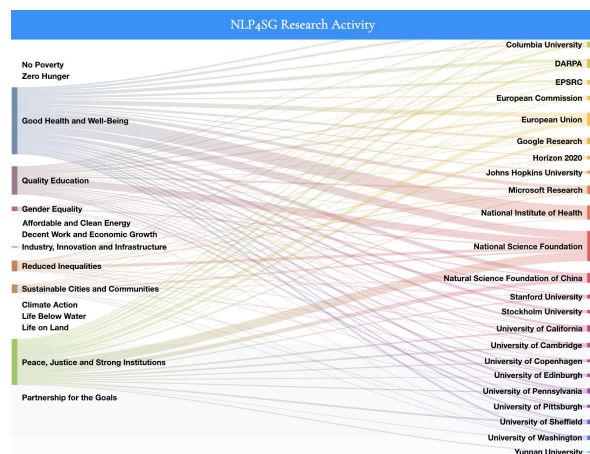 NLP4SG Research Activity
No Poverty
Zero Hunger
Good Health and Well-Being
Quality Education
Gender Equality
Affordable and Clean Energy
Decent Work and Economic Growth
Industry, Innovation and Infrastructure
Reduced Inequalities
Sustainable Cities and Communities
Climate Action
Life Below Water
Life on Land
Peace, Justice and Strong Institutions
Partnership for the Goals
Columbia University
DARPA
EPSRC
European Commission
European Union
Google Research
Horizon 2020
Johns Hopkins University
Microsoft Research
National Institute of Health
National Science Foundation
Natural Science Foundation of China
Stanford University
Stockholm University
University of California
University of Cambridge
University of Copenhagen
University of Edinburgh
University of Pennsylvania
University of Pittsburgh
University of Sheffield
University of Washington
Yunnan University